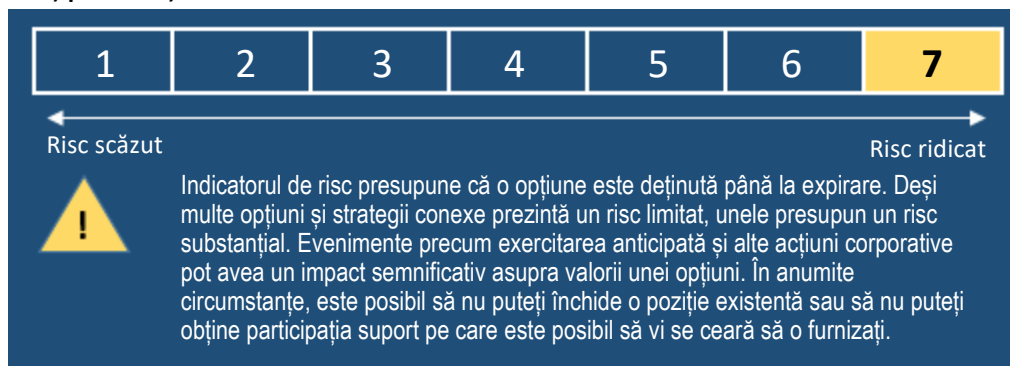 1 2 3 4 5 6 7
Risc scăzut Risc ridicat
!
Indicatorul de risc presupune că o opțiune este deținută până la expirare. Deși
multe opțiuni și strategii conexe prezintă un risc limitat, unele presupun un risc
substanțial. Evenimente precum exercitarea anticipată și alte acțiuni corporative
pot avea un impact semnificativ asupra valorii unei opțiuni. În anumite
circumstanțe, este posibil să nu puteți închide o poziție existentă sau să nu puteți
obține participația suport pe care este posibil să vi se ceară să o furnizați.